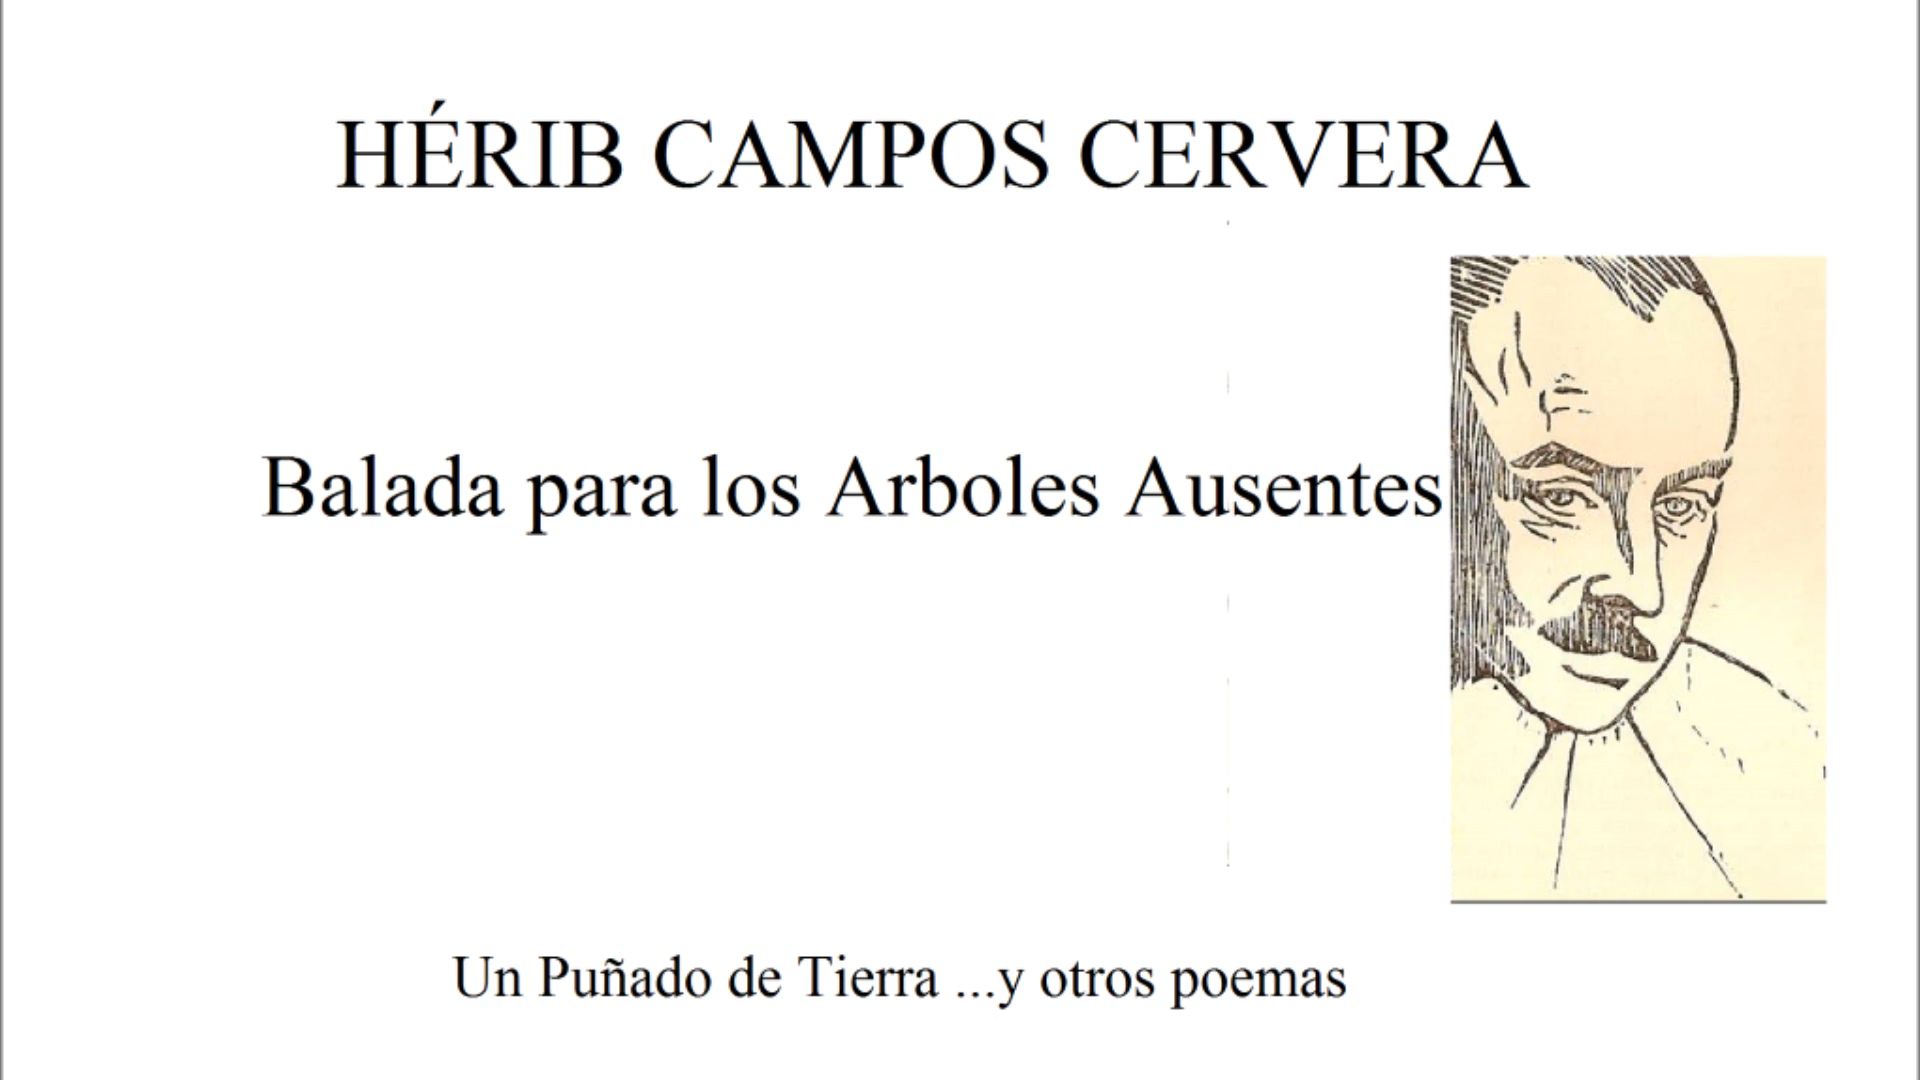 HÉRIB CAMPOS CERVERA
Balada para los Arboles Ausentes
Un Puñado de Tierra ...y otros poemas